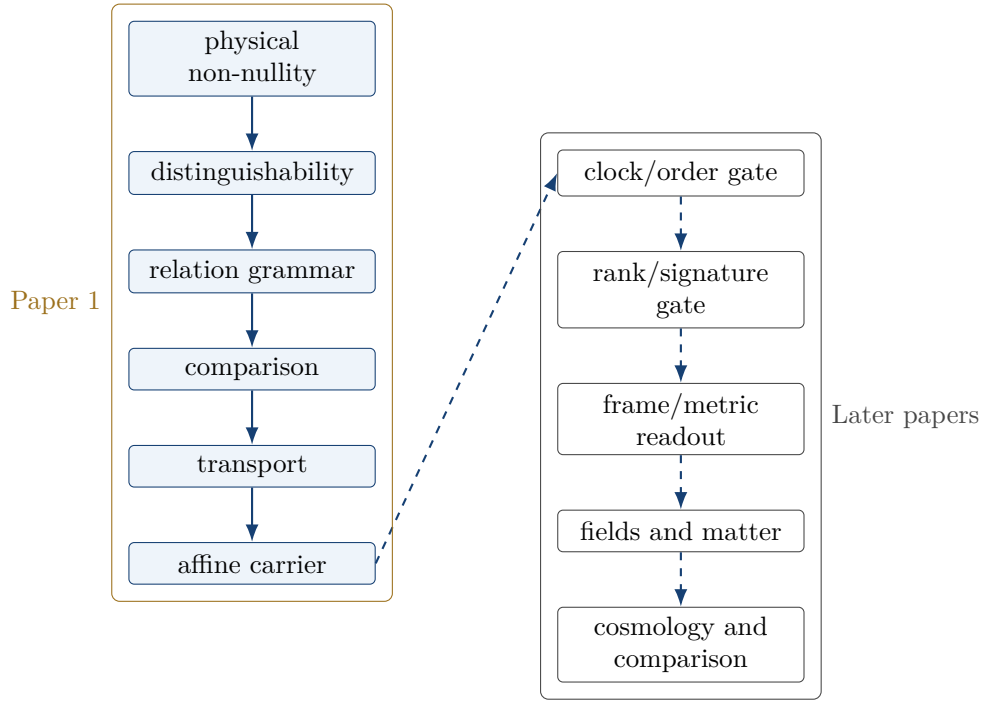 physical
non-nullity
distinguishability
relation grammar
Paper 1
comparison
transport
affine carrier
clock/order gate
rank/signature
gate
frame/metric
readout
Later papers
fields and matter
cosmology and
comparison